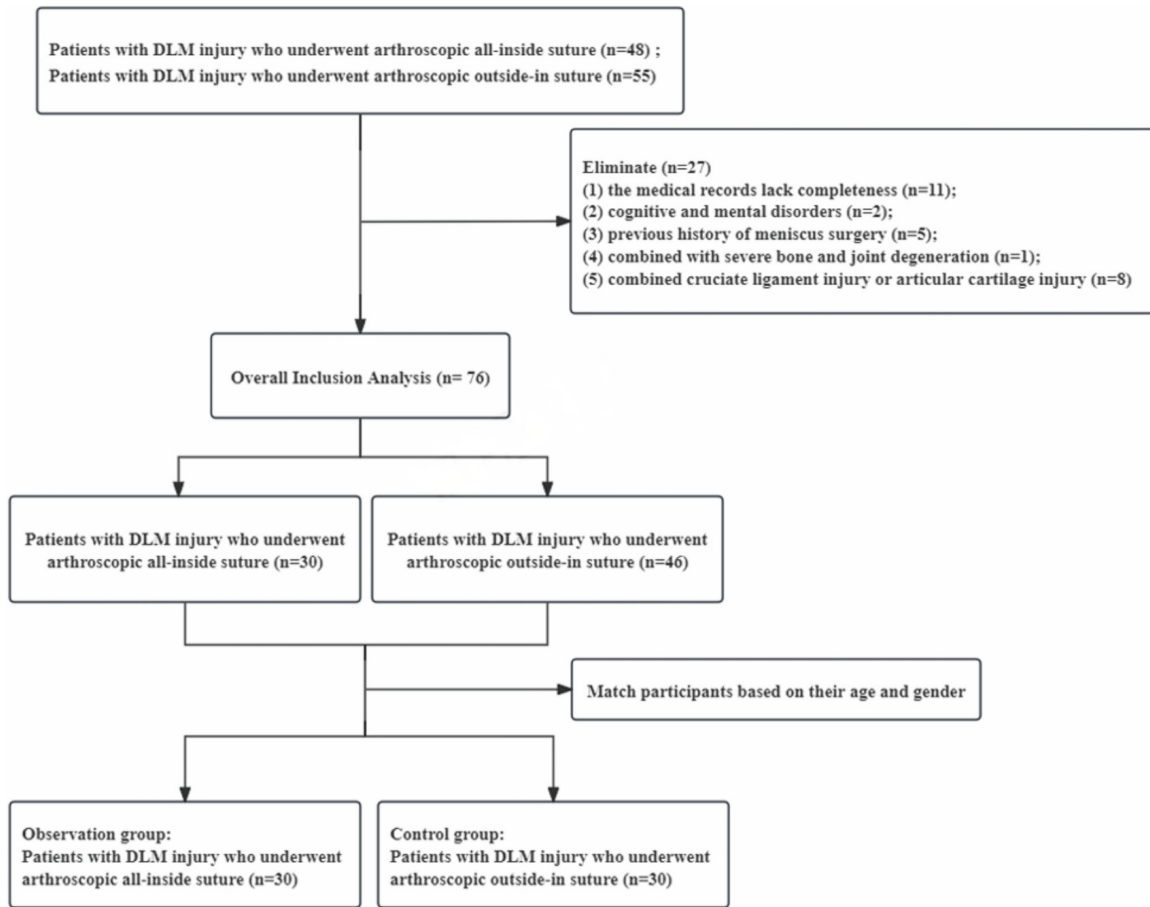 Patients with DLM injury who underwent arthroscopic all-inside suture (n=48) ;
Patients with DLM injury who underwent arthroscopic outside-in suture (n=55)
Eliminate (n=27)
(1) the medical records lack completeness (n=11);
(2) cognitive and mental disorders (n=2);
(3) previous history of meniscus surgery (n=5);
(4) combined with severe bone and joint degeneration (n=1);
(5) combined cruciate ligament injury or articular cartilage injury (n=8)
Overall Inclusion Analysis (n= 76)
Patients with DLM injury who underwent
arthroscopic all-inside suture (n=30)
Patients with DLM injury who underwent
arthroscopic outside-in suture (n=46)
Match participants based on their age and gender
Observation group:
Patients with DLM injury who underwent
arthroscopic all-inside suture (n=30)
Control group:
Patients with DLM injury who underwent
arthroscopic outside-in suture (n=30)